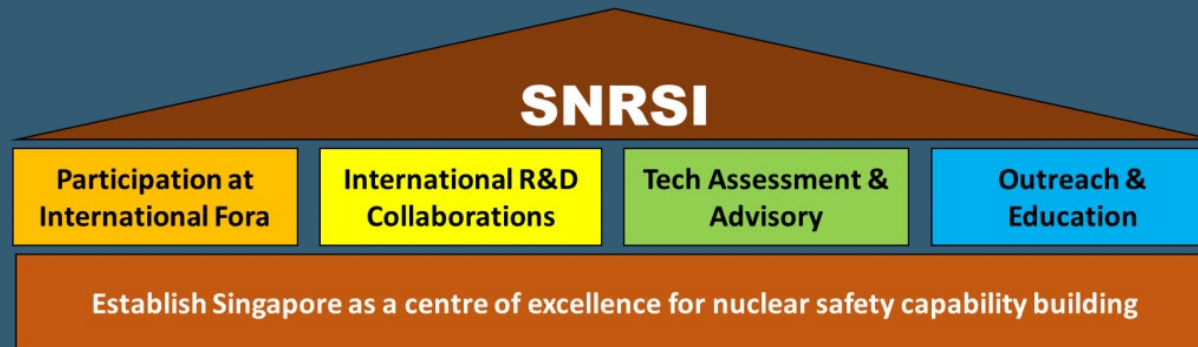 SNRSI
Participation at
International Fora
International R&D
Collaborations
Tech Assessment &
Advisory
Outreach &
Education
Establish Singapore as a centre of excellence for nuclear safety capability building